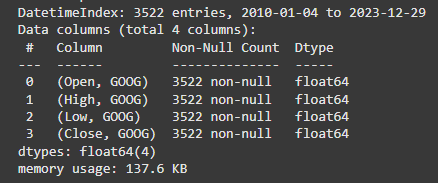 DatetimeIndex: 3522 entries, 2010-01-04 to 2023-12-29
Data columns (total 4 columns):
 #   Column         Non-Null Count  Dtype
---  ------         --------------  -----
 0   (Open, GOOG)   3522 non-null   float64
 1   (High, GOOG)   3522 non-null   float64
 2   (Low, GOOG)    3522 non-null   float64
 3   (Close, GOOG)  3522 non-null   float64
dtypes: float64(4)
memory usage: 137.6 KB